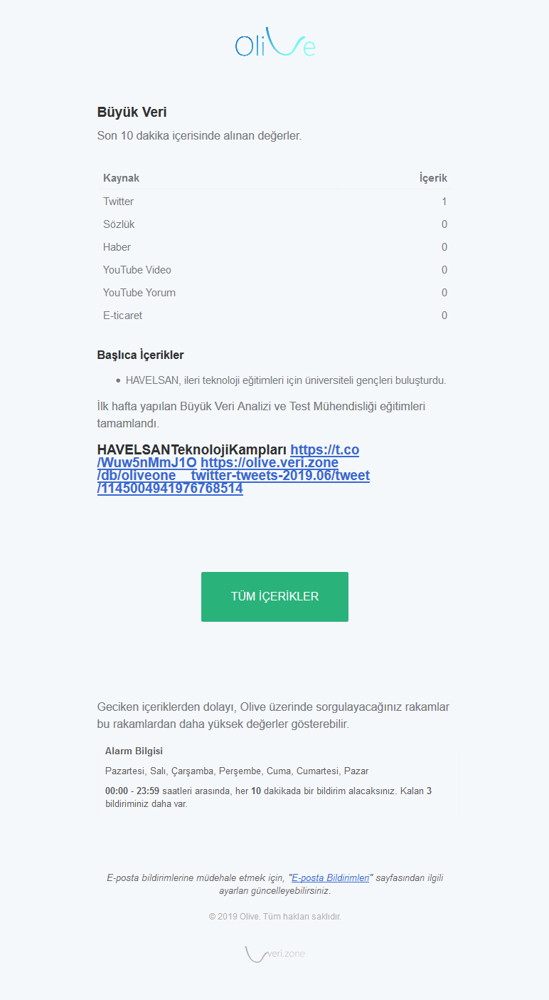 Olive
Büyük Veri
Son 10 dakika içerisinde alınan değerler.
Kaynak İçerik
Twitter 1
Sözlük 0
Haber 0
YouTube Video 0
YouTube Yorum 0
E-ticaret 0
Başlıca İçerikler
• HAVELSAN, ileri teknoloji eğitimleri için üniversiteli gençleri buluşturdu.
İlk hafta yapılan Büyük Veri Analizi ve Test Mühendisliği eğitimleri
tamamlandı.
HAVELSANTeknolojiKampları https://t.co
/Wuw5nMmJ1O https://olive.veri.zone
/db/oliveone__twitter-tweets-2019.06/tweet
/1145004941976768514
TÜM İÇERİKLER
Geciken içeriklerden dolayı, Olive üzerinde sorgulayacağınız rakamlar
bu rakamlardan daha yüksek değerler gösterebilir.
Alarm Bilgisi
Pazartesi, Salı, Çarşamba, Perşembe, Cuma, Cumartesi, Pazar
00:00 - 23:59 saatleri arasında, her 10 dakikada bir bildirim alacaksınız. Kalan 3
bildiriminiz daha var.
E-posta bildirimlerine müdehale etmek için, "E-posta Bildirimleri" sayfasından ilgili
ayarları güncelleyebilirsiniz.
© 2019 Olive. Tüm hakları saklıdır.
veri.zone